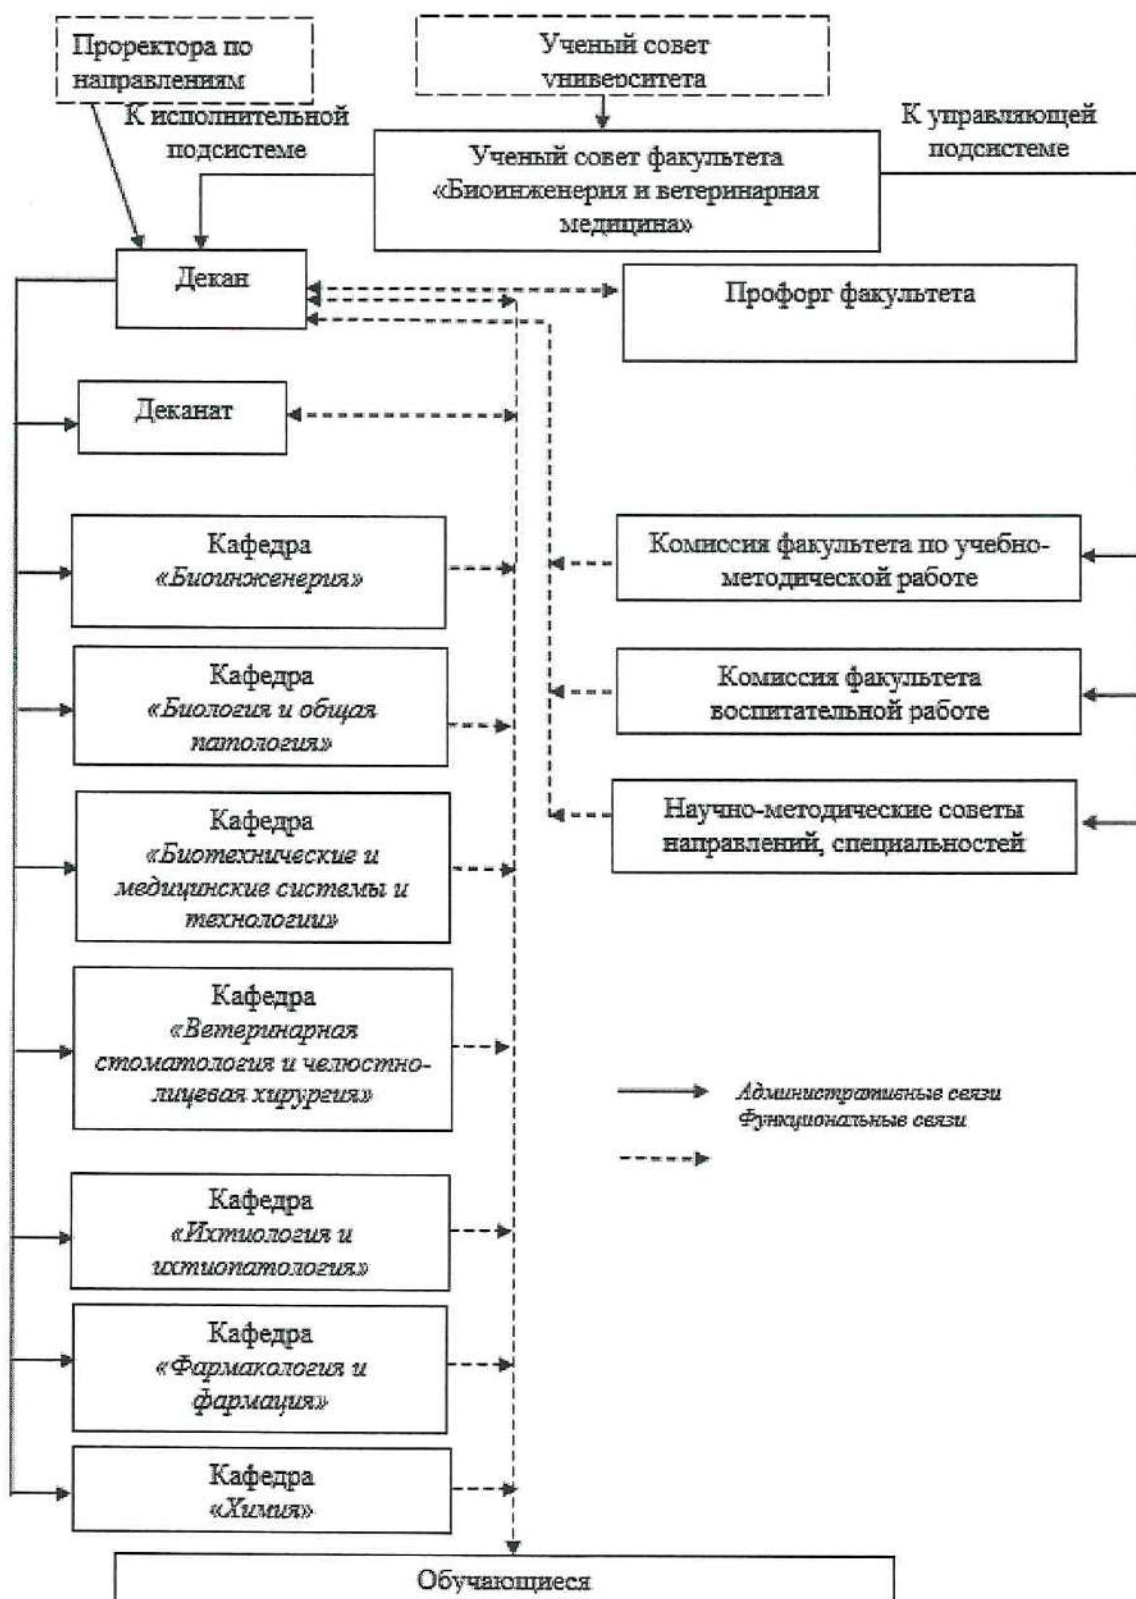 Проректора по
направлениям
Ученый совет
университета
К исполнительной
подсистеме
К управляющей
подсистеме
Ученый совет факультета
«Биоинженерия и ветеринарная
медицина»
Декан
Профорг факультета
Деканат
Кафедра
«Биоинженерия»
Комиссия факультета по учебно-
методической работе
Кафедра
«Биология и общая
патология»
Комиссия факультета
воспитательной работе
Кафедра
«Биотехнические и
медицинские системы и
технологии»
Научно-методические советы
направлений, специальностей
Кафедра
«Ветеринарная
стоматология и челюстно-
лицевая хирургия»
Административные связи
Функциональные связи
Кафедра
«Ихтиология и
ихтиопатология»
Кафедра
«Фармакология и
фармация»
Кафедра
«Химия»
Обучающиеся